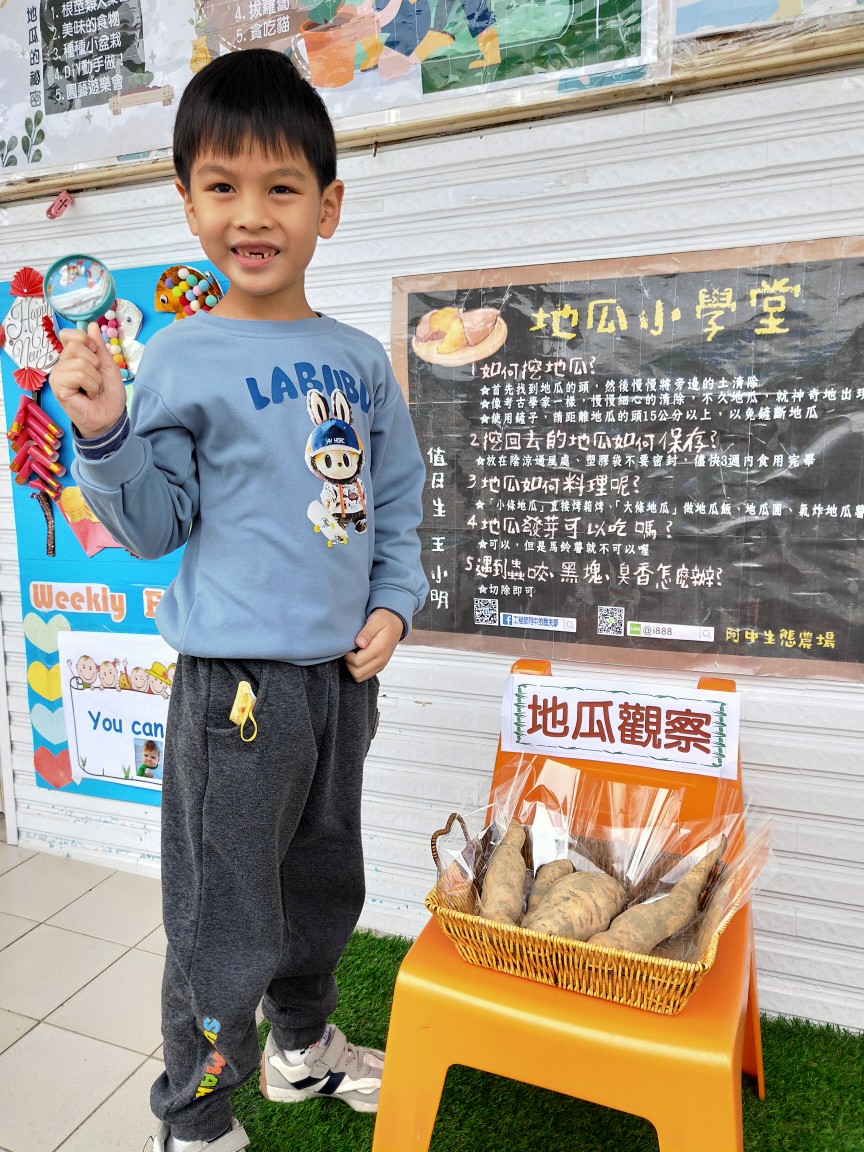 地瓜的祕密
1. 根莖類大集
2. 美味的食物
3. 種種小盆栽
4. DiY動手做！
5. 園藝遊樂會
4. 拔蘿蔔
5. 貪吃貓
Happy
New
Year
LABUBU
地瓜小學堂
1如何挖地瓜?
★首先找到地瓜的頭，然後慢慢將旁邊的土清除
★像考古學家一樣，慢慢細心的清除，不久地瓜，就神奇地出現
★使用鏟子，請距離地瓜的頭15公分以上，以免鏟斷地瓜
2挖回去的地瓜如何保存?
★放在陰涼通風處、塑膠袋不要密封，儘快3週內食用完畢
3地瓜如何料理呢?
★「小條地瓜」直接烤箱烤，「大條地瓜」做地瓜飯、地瓜圓、氣炸地瓜薯
4地瓜發芽可以吃嗎?
★可以，但是馬鈴薯就不可以喔
5遇到蟲咬、黑塊、臭香怎麼辦?
★切除即可
值日生 王小明
@i888
阿中生態農場
Weekly
You can
地瓜觀察